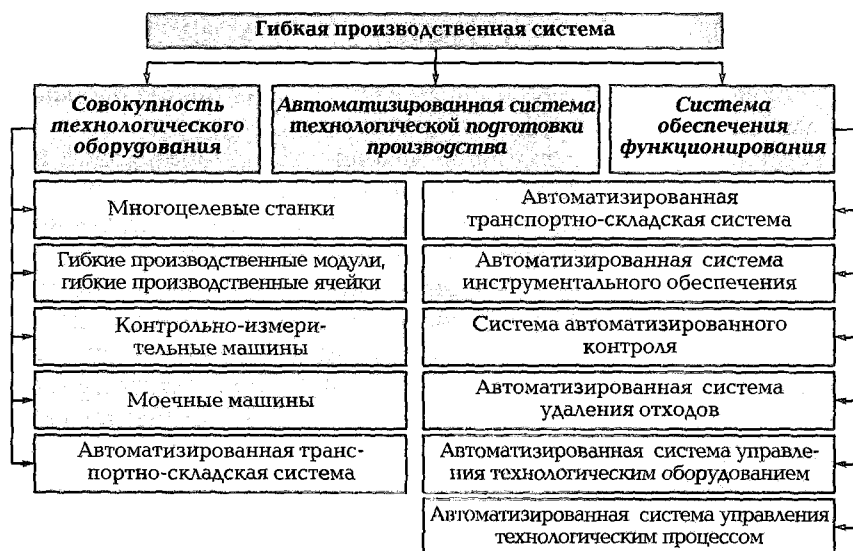 Гибкая производственная система
Совокупность
технологического
оборудования
Автоматизированная система
технологической подготовки
производства
Система
обеспечения
функционирования
Многоцелевые станки
Гибкие производственные модули,
гибкие производственные ячейки
Контрольно-измери-
тельные машины
Моечные машины
Автоматизированная транс-
портно-складская система
Автоматизированная
транспортно-складская система
Автоматизированная система
инструментального обеспечения
Система автоматизированного
контроля
Автоматизированная система
удаления отходов
Автоматизированная система управле-
ния технологическим оборудованием
Автоматизированная система управления
технологическим процессом